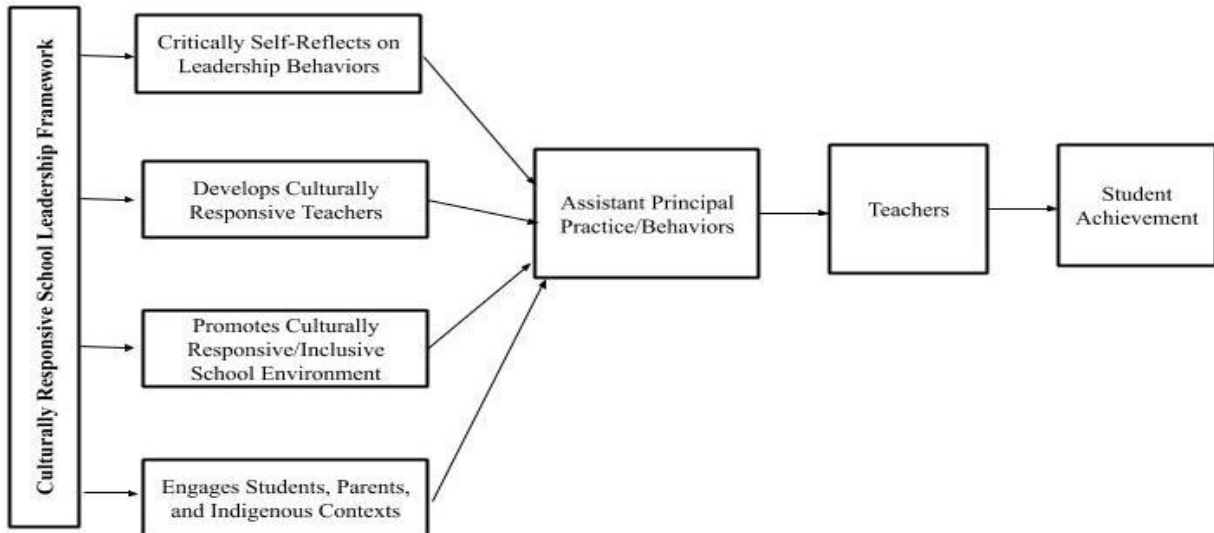 Culturally Responsive School Leadership Framework
Critically Self-Reflects on
Leadership Behaviors
Develops Culturally
Responsive Teachers
Promotes Culturally
Responsive/Inclusive
School Environment
Engages Students, Parents,
and Indigenous Contexts
Assistant Principal
Practice/Behaviors
Teachers
Student
Achievement